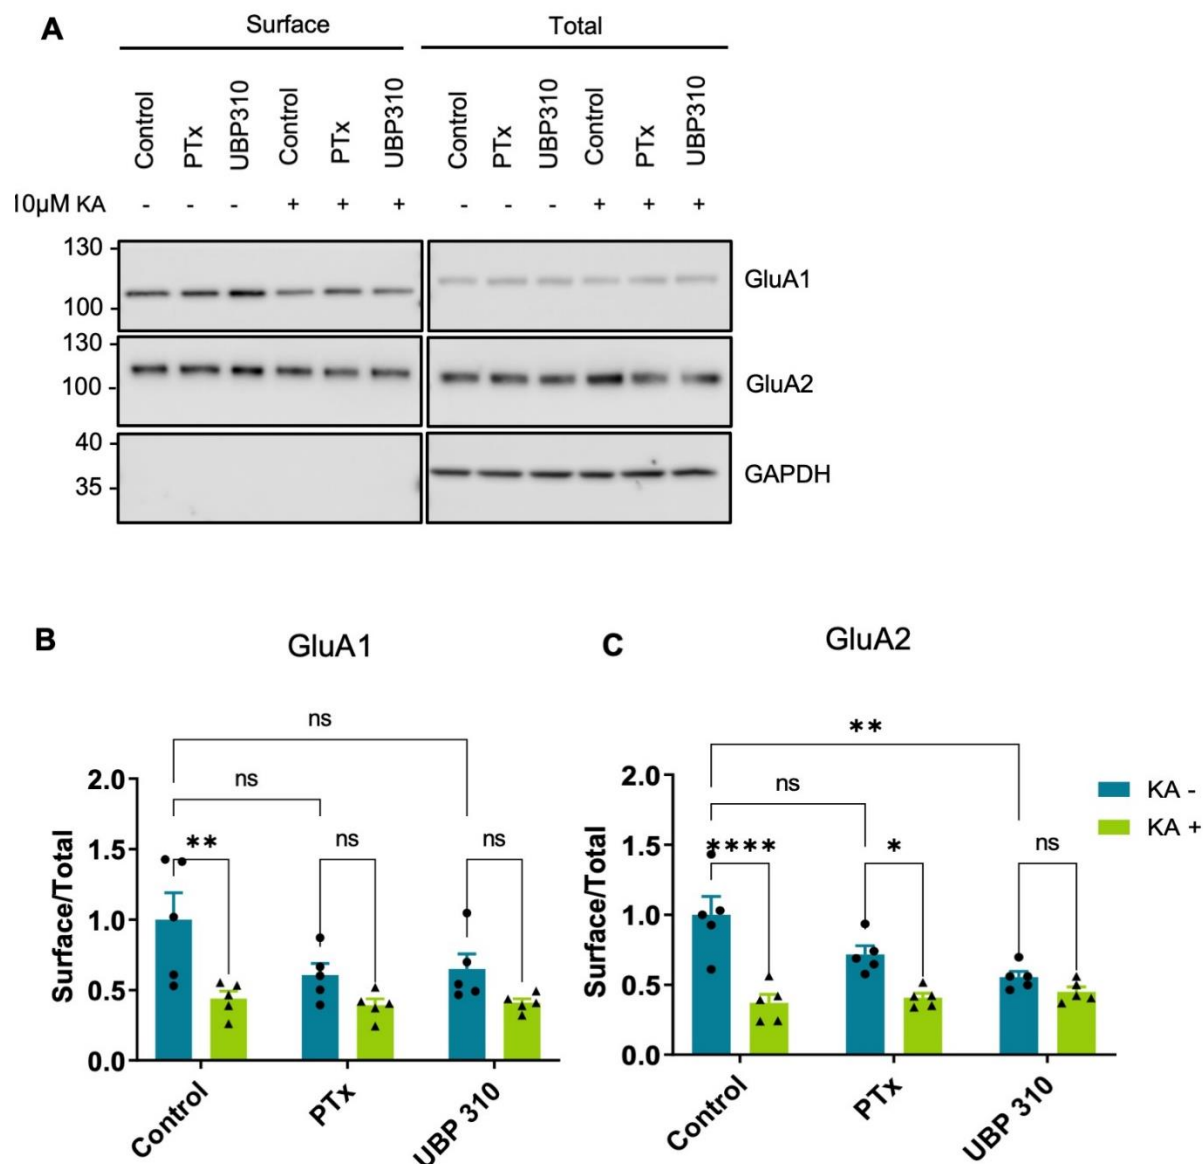 A
Surface Total
Control PTx UBP310 Control PTx UBP310 Control PTx UBP310 Control PTx UBP310
10µM KA - - - + + + - - - + + +
130
GluA1
100
130
GluA2
100
40
GAPDH
35
B GluA1
ns
ns
** ns ns
2.0
1.5
1.0
0.5
0.0
Surface/Total
Control PTx UBP 310
C GluA2
**
ns
**** * ns
2.0
1.5
1.0
0.5
0.0
Surface/Total
Control PTx UBP 310
KA -
KA +